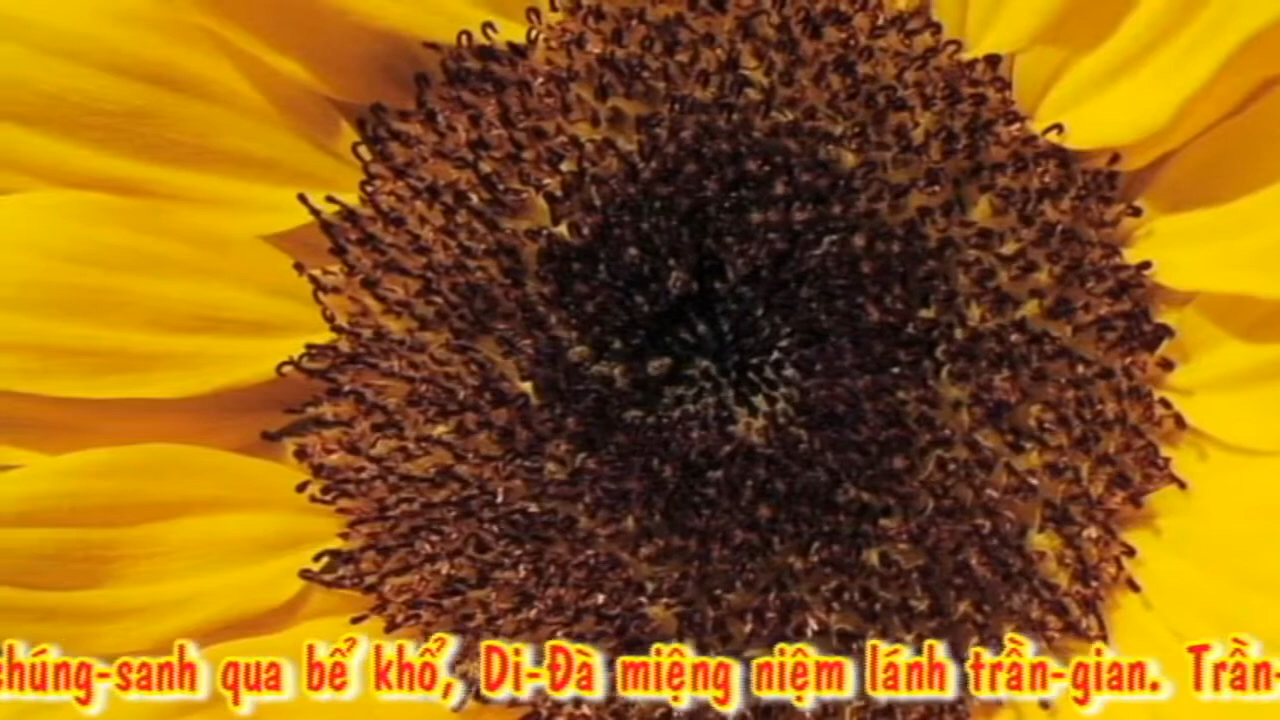 chúng-sanh qua bể khổ, Di-Đà miệng niệm lánh trần-gian. Trần-